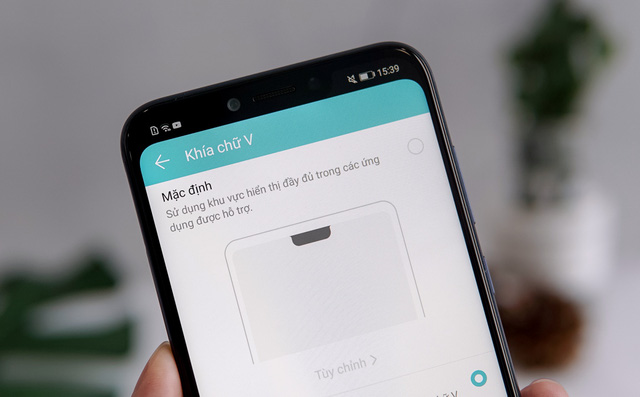 15:39
Khía chữ V
Mặc định
Sử dụng khu vực hiển thị đầy đủ trong các ứng
dụng được hỗ trợ.
Tùy chỉnh
V